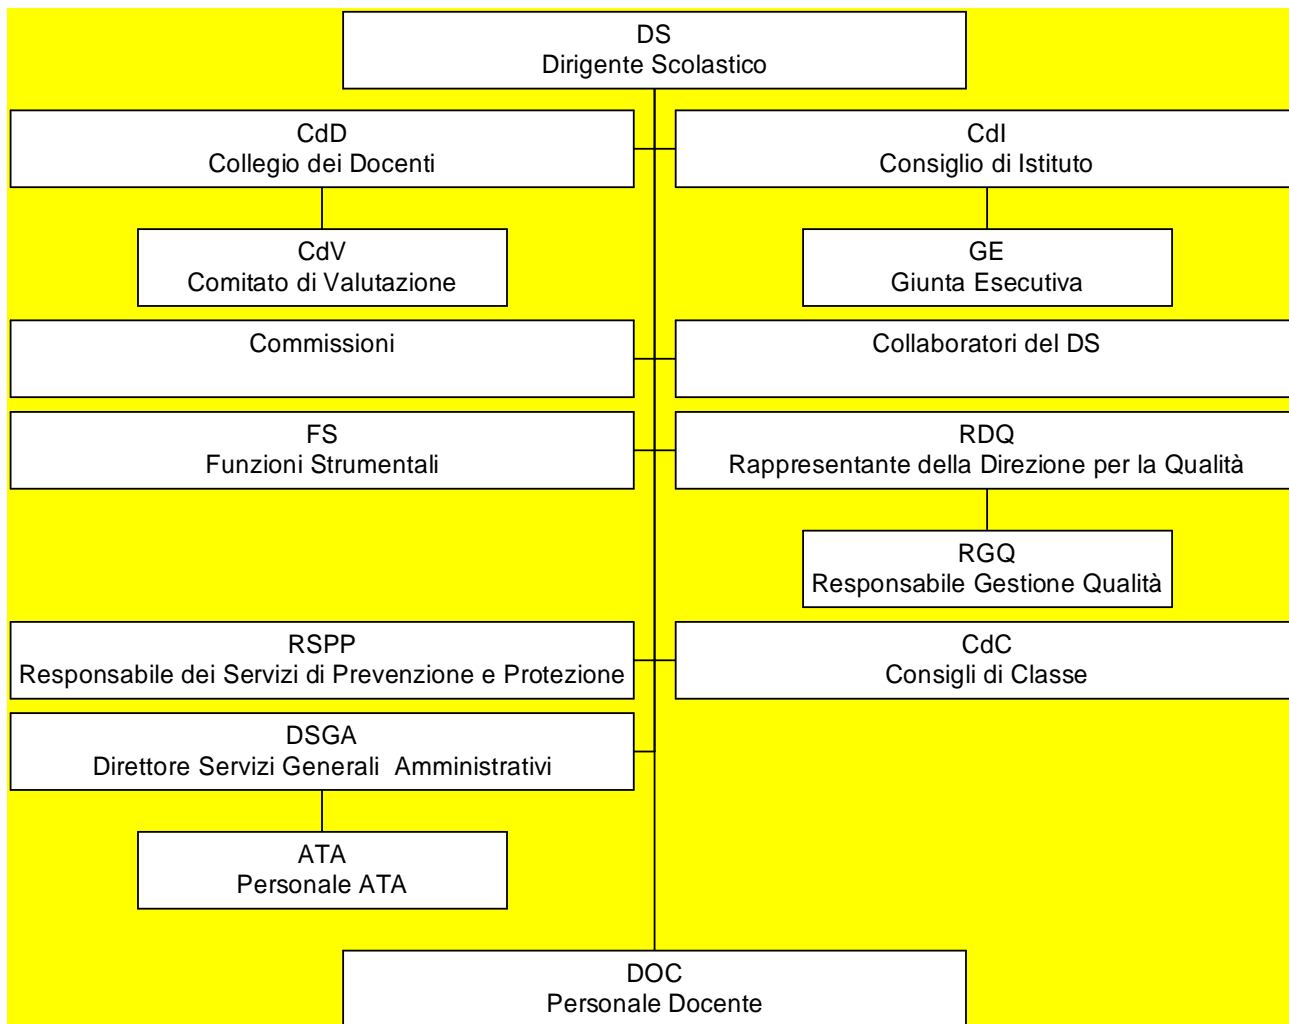 DS
Dirigente Scolastico
CdD
Collegio dei Docenti
CdI
Consiglio di Istituto
CdV
Comitato di Valutazione
GE
Giunta Esecutiva
Commissioni
Collaboratori del DS
FS
Funzioni Strumentali
RDQ
Rappresentante della Direzione per la Qualità
RGQ
Responsabile Gestione Qualità
RSPP
Responsabile dei Servizi di Prevenzione e Protezione
CdC
Consigli di Classe
DSGA
Direttore Servizi Generali  Amministrativi
ATA
Personale ATA
DOC
Personale Docente